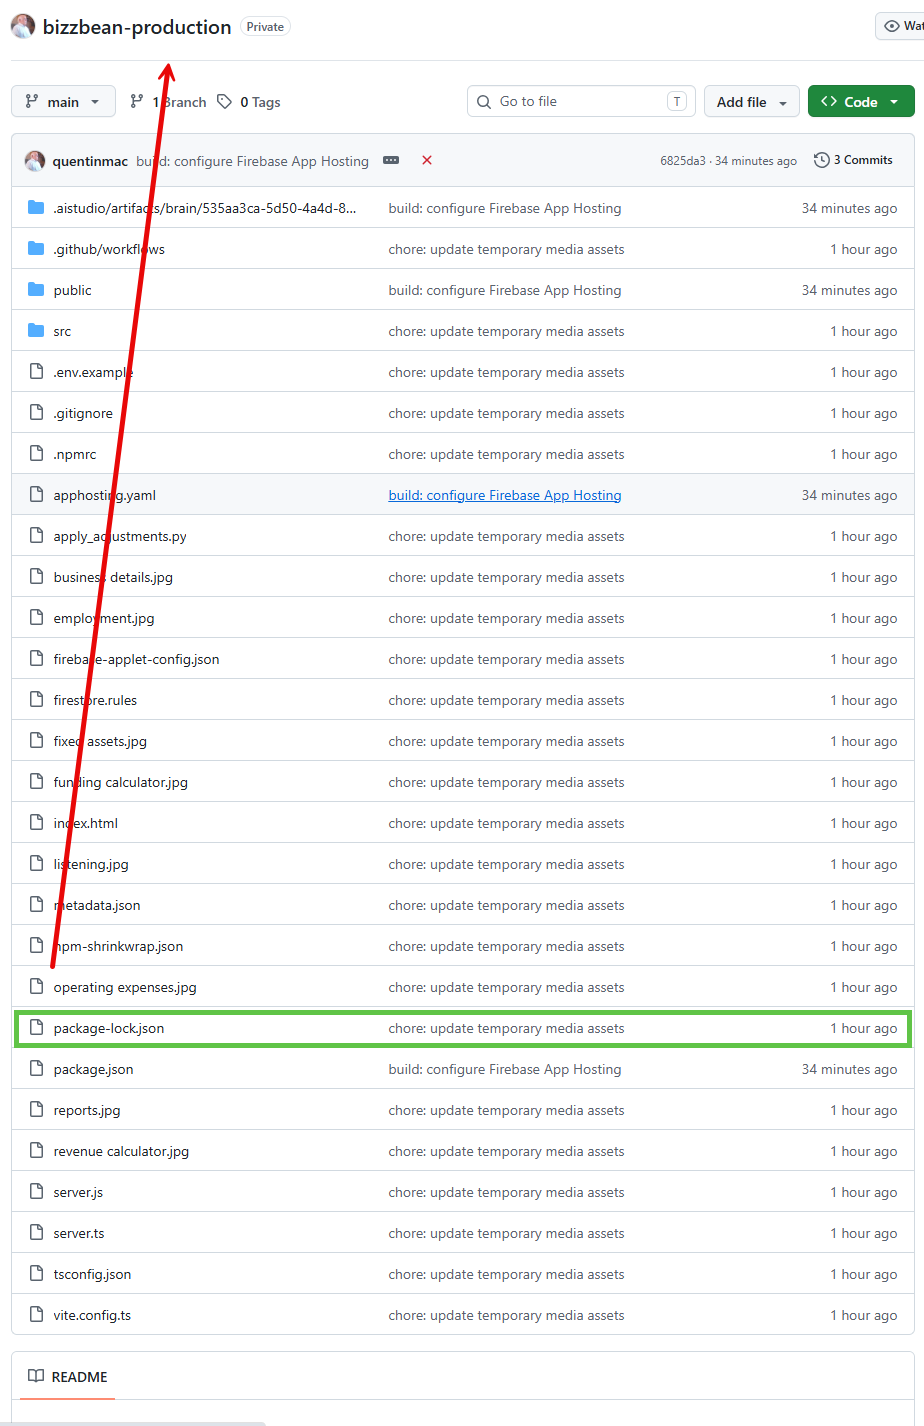 bizzbean-production Private Wat
main 1 Branch 0 Tags Go to file T Add file Code
quentinmac build: configure Firebase App Hosting 6825da3 · 34 minutes ago 3 Commits
.aistudio/artifacts/brain/535aa3ca-5d50-4a4d-8... build: configure Firebase App Hosting 34 minutes ago
.github/workflows chore: update temporary media assets 1 hour ago
public build: configure Firebase App Hosting 34 minutes ago
src chore: update temporary media assets 1 hour ago
.env.example chore: update temporary media assets 1 hour ago
.gitignore chore: update temporary media assets 1 hour ago
.npmrc chore: update temporary media assets 1 hour ago
apphosting.yaml build: configure Firebase App Hosting 34 minutes ago
apply_adjustments.py chore: update temporary media assets 1 hour ago
business details.jpg chore: update temporary media assets 1 hour ago
employment.jpg chore: update temporary media assets 1 hour ago
firebase-applet-config.json chore: update temporary media assets 1 hour ago
firestore.rules chore: update temporary media assets 1 hour ago
fixed assets.jpg chore: update temporary media assets 1 hour ago
funding calculator.jpg chore: update temporary media assets 1 hour ago
index.html chore: update temporary media assets 1 hour ago
listening.jpg chore: update temporary media assets 1 hour ago
metadata.json chore: update temporary media assets 1 hour ago
npm-shrinkwrap.json chore: update temporary media assets 1 hour ago
operating expenses.jpg chore: update temporary media assets 1 hour ago
package-lock.json chore: update temporary media assets 1 hour ago
package.json build: configure Firebase App Hosting 34 minutes ago
reports.jpg chore: update temporary media assets 1 hour ago
revenue calculator.jpg chore: update temporary media assets 1 hour ago
server.js chore: update temporary media assets 1 hour ago
server.ts chore: update temporary media assets 1 hour ago
tsconfig.json chore: update temporary media assets 1 hour ago
vite.config.ts chore: update temporary media assets 1 hour ago
README